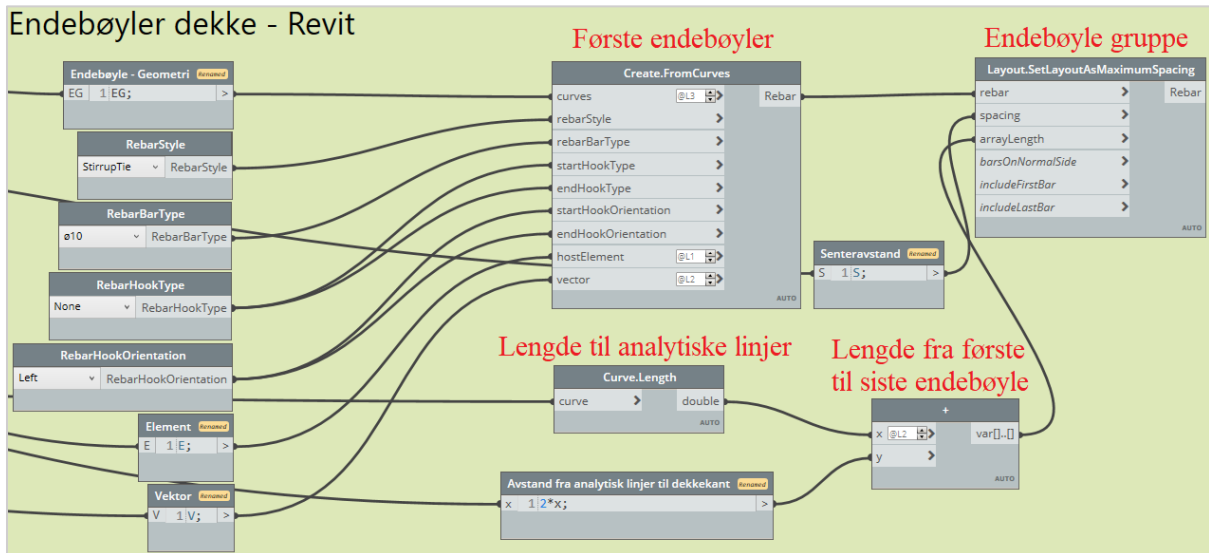 Endebøyler dekke - Revit
Første endebøyler
Endebøyle gruppe
Endebøyle - Geometri Renamed
EG 1 EG; >
RebarStyle
StirrupTie RebarStyle
RebarBarType
ø10 RebarBarType
RebarHookType
None RebarHookType
RebarHookOrientation
Left RebarHookOrientation
Element Renamed
E 1 E; >
Vektor Renamed
V 1 V; >
Create.FromCurves
curves @L3 > Rebar
rebarStyle >
rebarBarType >
startHookType >
endHookType >
startHookOrientation >
endHookOrientation >
hostElement @L1 >
vector @L2 >
AUTO
Layout.SetLayoutAsMaximumSpacing
rebar > Rebar
spacing >
arrayLength >
barsOnNormalSide
includeFirstBar
includeLastBar
AUTO
Senteravstand Renamed
S 1 S; >
Lengde til analytiske linjer
Curve.Length
curve > double
AUTO
Lengde fra første
til siste endebøyle
+
x @L2 > var[]..[]
y >
AUTO
Avstand fra analytisk linjer til dekkekant Renamed
x 1 2*x; >